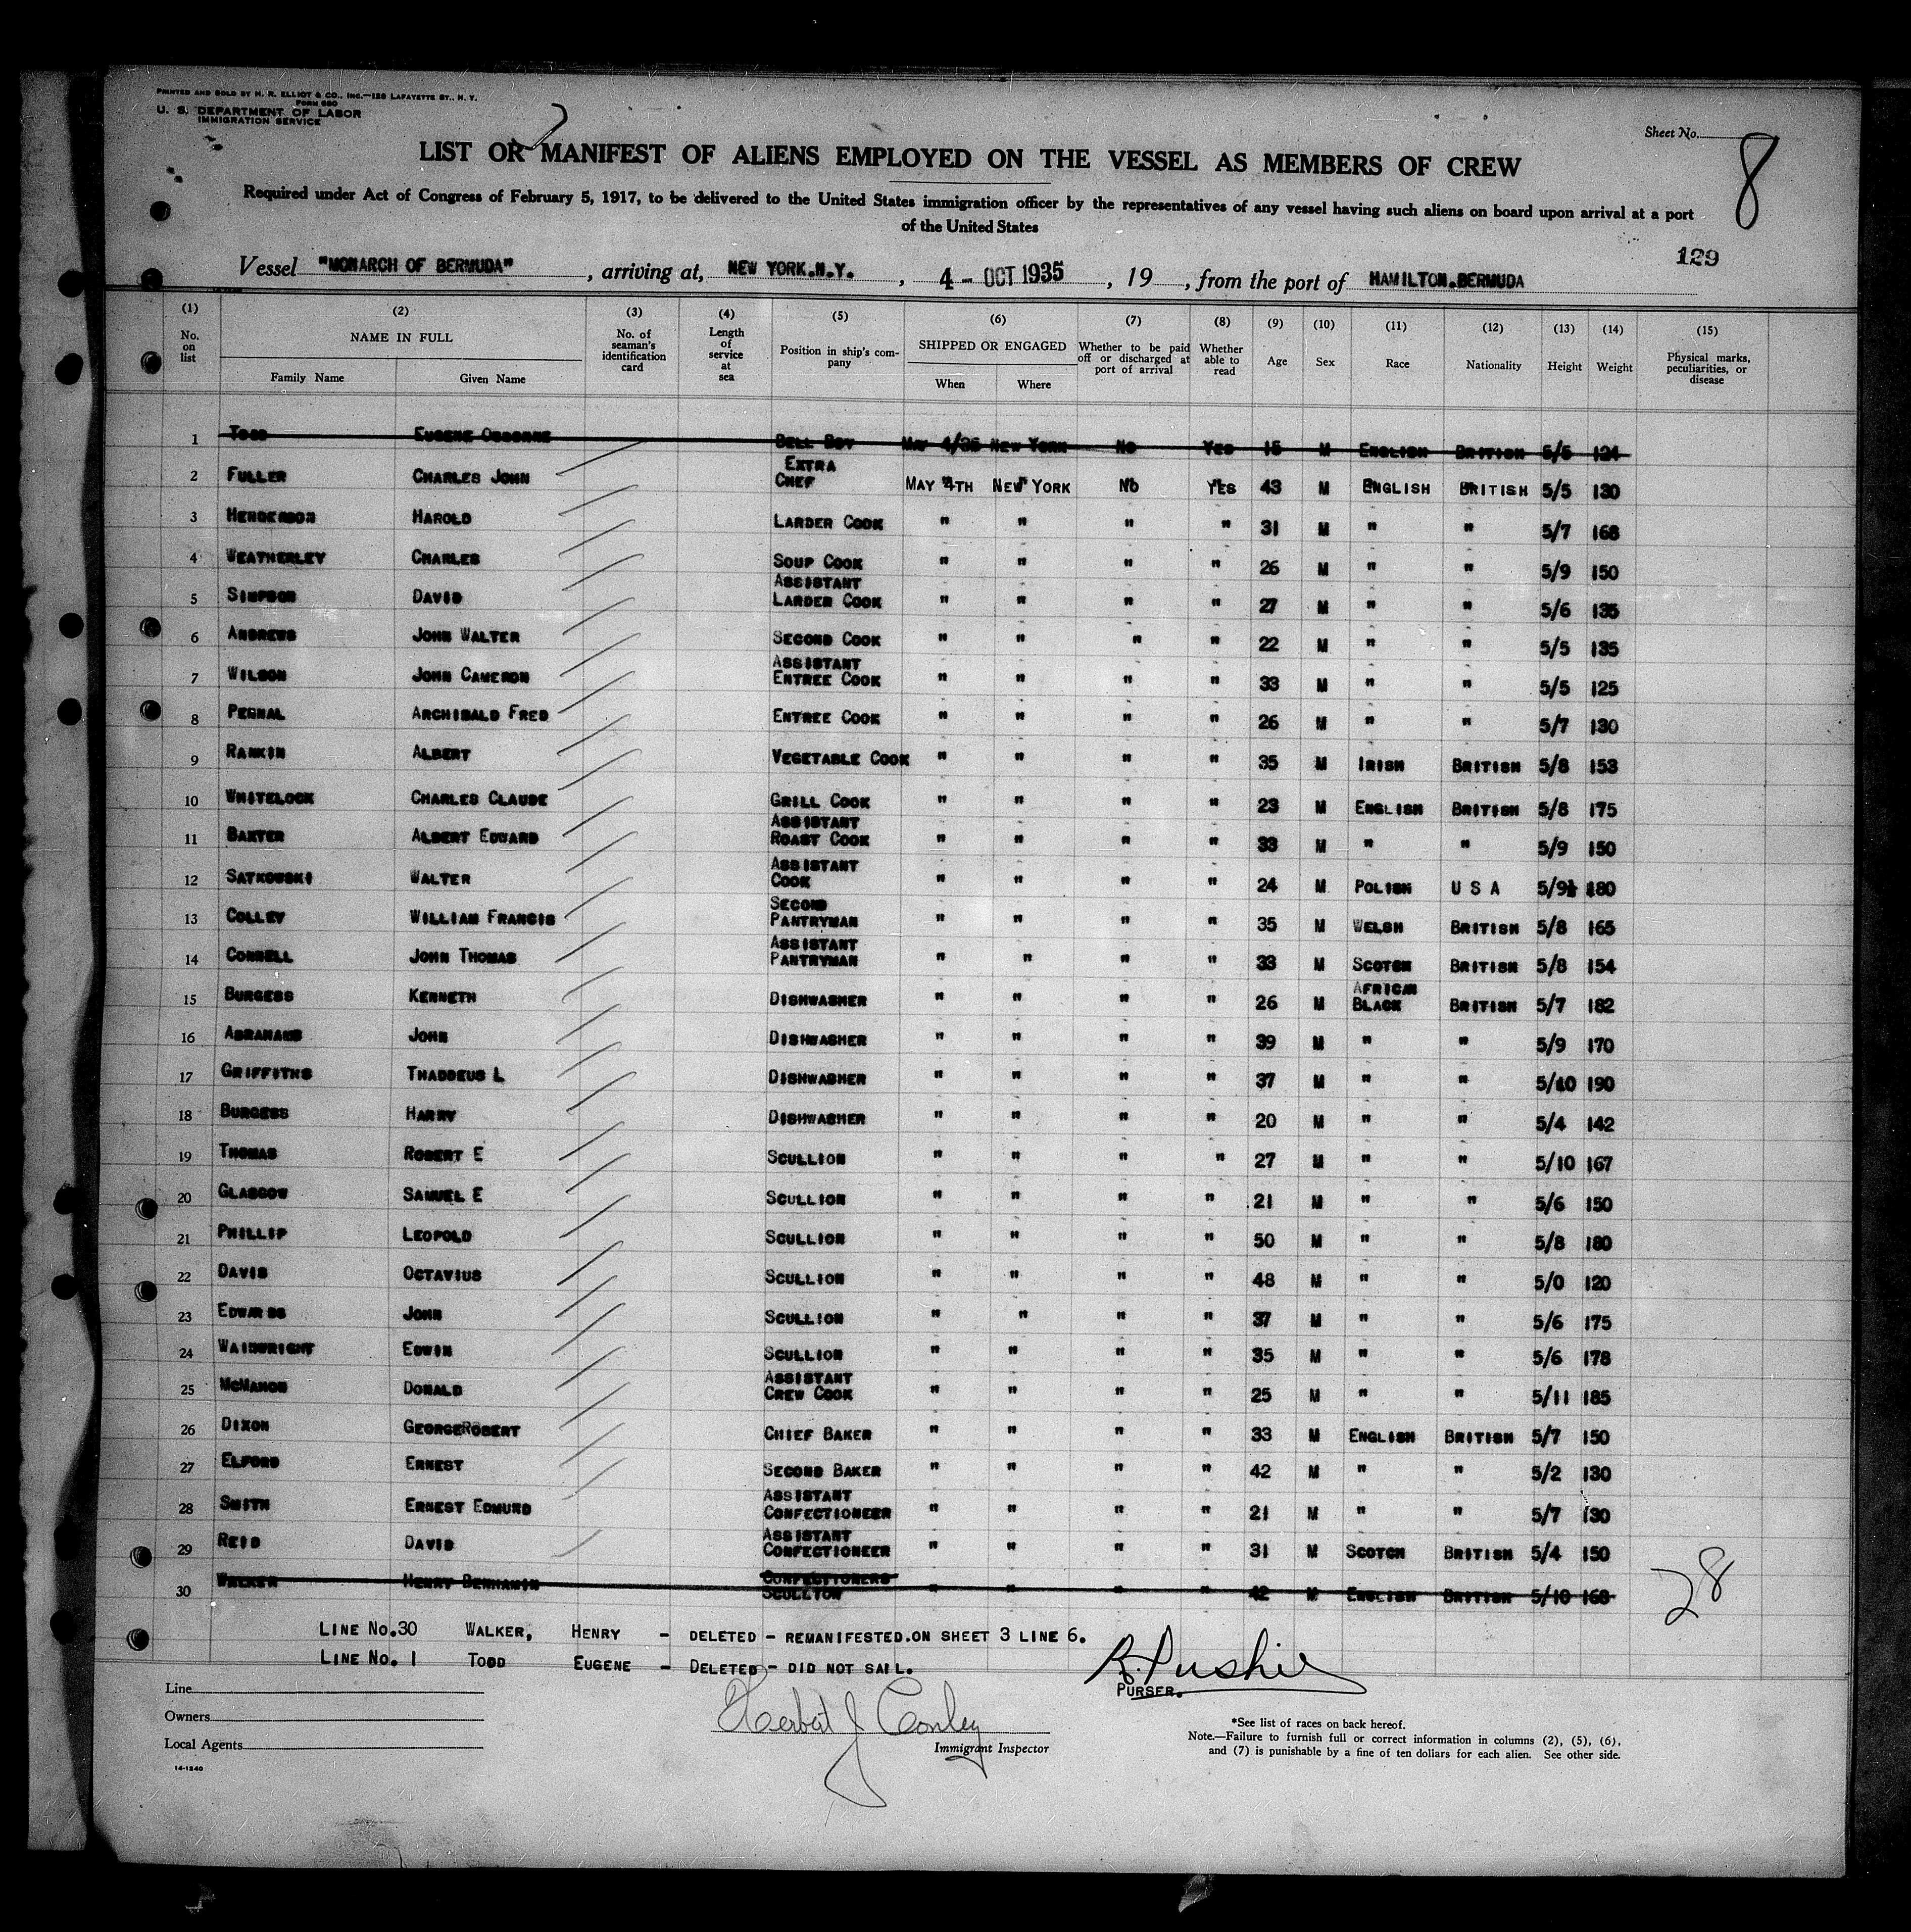 PRINTED AND SOLD BY H. R. ELLIOT & CO., INC.—129 LAFAYETTE ST., N. Y.
FORM 680
U. S. DEPARTMENT OF LABOR
IMMIGRATION SERVICE
2
Sheet No.
8
LIST OR MANIFEST OF ALIENS EMPLOYED ON THE VESSEL AS MEMBERS OF CREW
Required under Act of Congress of February 5, 1917, to be delivered to the United States immigration officer by the representatives of any vessel having such aliens on board upon arrival at a port
of the United States
129
Vessel "MONARCH OF BERMUDA", arriving at, NEW YORK.N.Y., 4 - OCT 1935, 19 , from the port of HAMILTON.BERMUDA
(1) (2) (3) (4) (5) (6) (7) (8) (9) (10) (11) (12) (13) (14) (15)
No. on list NAME IN FULL Family Name Given Name No. of seaman's identification card Length of service at sea Position in ship's company SHIPPED OR ENGAGED When Where Whether to be paid off or discharged at port of arrival Whether able to read Age Sex Race Nationality Height Weight Physical marks, peculiarities, or disease
1 TODD EUGENE OSBORNE BELL BOY MAY 4/35 NEW YORK NO YES 15 M ENGLISH BRITISH 5/5 124
2 FULLER CHARLES JOHN EXTRA CHEF MAY 4TH NEW YORK NO YES 43 M ENGLISH BRITISH 5/5 130
3 HENDERSON HAROLD LARDER COOK " " " " 31 M " " 5/7 168
4 WEATHERLEY CHARLES SOUP COOK " " " " 26 M " " 5/9 150
5 SIMPSON DAVID ASSISTANT LARDER COOK " " " " 27 M " " 5/6 135
6 ANDREWS JOHN WALTER SECOND COOK " " " " 22 M " " 5/5 135
7 WILSON JOHN CAMERON ASSISTANT ENTREE COOK " " " " 33 M " " 5/5 125
8 PEGNAL ARCHIBALD FRED ENTREE COOK " " " " 26 M " " 5/7 130
9 RANKIN ALBERT VEGETABLE COOK " " " " 35 M IRISH BRITISH 5/8 153
10 WHITELOCK CHARLES CLAUDE GRILL COOK " " " " 23 M ENGLISH BRITISH 5/8 175
11 BAXTER ALBERT EDWARD ASSISTANT ROAST COOK " " " " 33 M " " 5/9 150
12 SATKOWSKI WALTER ASSISTANT COOK " " " " 24 M POLISH U S A 5/9½ 180
13 COLLEY WILLIAM FRANCIS SECOND PANTRYMAN " " " " 35 M WELSH BRITISH 5/8 165
14 CONNELL JOHN THOMAS ASSISTANT PANTRYMAN " " " " 33 M SCOTCH BRITISH 5/8 154
15 BURGESS KENNETH DISHWASHER " " " " 26 M AFRICAN BLACK BRITISH 5/7 182
16 ABRAHAMS JOHN DISHWASHER " " " " 39 M " " 5/9 170
17 GRIFFITHS THADDEUS L DISHWASHER " " " " 37 M " " 5/10 190
18 BURGESS HARRY DISHWASHER " " " " 20 M " " 5/4 142
19 THOMAS ROBERT E SCULLION " " " " 27 M " " 5/10 167
20 GLASGOW SAMUEL E SCULLION " " " " 21 M " " 5/6 150
21 PHILLIP LEOPOLD SCULLION " " " " 50 M " " 5/8 180
22 DAVIS OCTAVIUS SCULLION " " " " 48 M " " 5/0 120
23 EDWARDS JOHN SCULLION " " " " 37 M " " 5/6 175
24 WAINWRIGHT EDWIN SCULLION " " " " 35 M " " 5/6 178
25 MCMAHON DONALD ASSISTANT CREW COOK " " " " 25 M " " 5/11 185
26 DIXON GEORGEROBERT CHIEF BAKER " " " " 33 M ENGLISH BRITISH 5/7 150
27 ELFORD ERNEST SECOND BAKER " " " " 42 M " " 5/2 130
28 SMITH ERNEST EDMUND ASSISTANT CONFECTIONEER " " " " 21 M " " 5/7 130
29 REID DAVID ASSISTANT CONFECTIONEER " " " " 31 M SCOTCH BRITISH 5/4 150
30 WALKER HENRY BENHAMIN CONFECTIONERS SCULLION " " " " 42 M ENGLISH BRITISH 5/10 168
28
LINE No.30 WALKER, HENRY - DELETED - REMANIFESTED.ON SHEET 3 LINE 6.
LINE No. 1 TODD EUGENE - DELETED - DID NOT SAIL.
R. Pushie
PURSER.
Line
Owners
Local Agents
14-1240
Herbert J Conley
Immigrant Inspector
*See list of races on back hereof.
Note.—Failure to furnish full or correct information in columns (2), (5), (6),
and (7) is punishable by a fine of ten dollars for each alien. See other side.